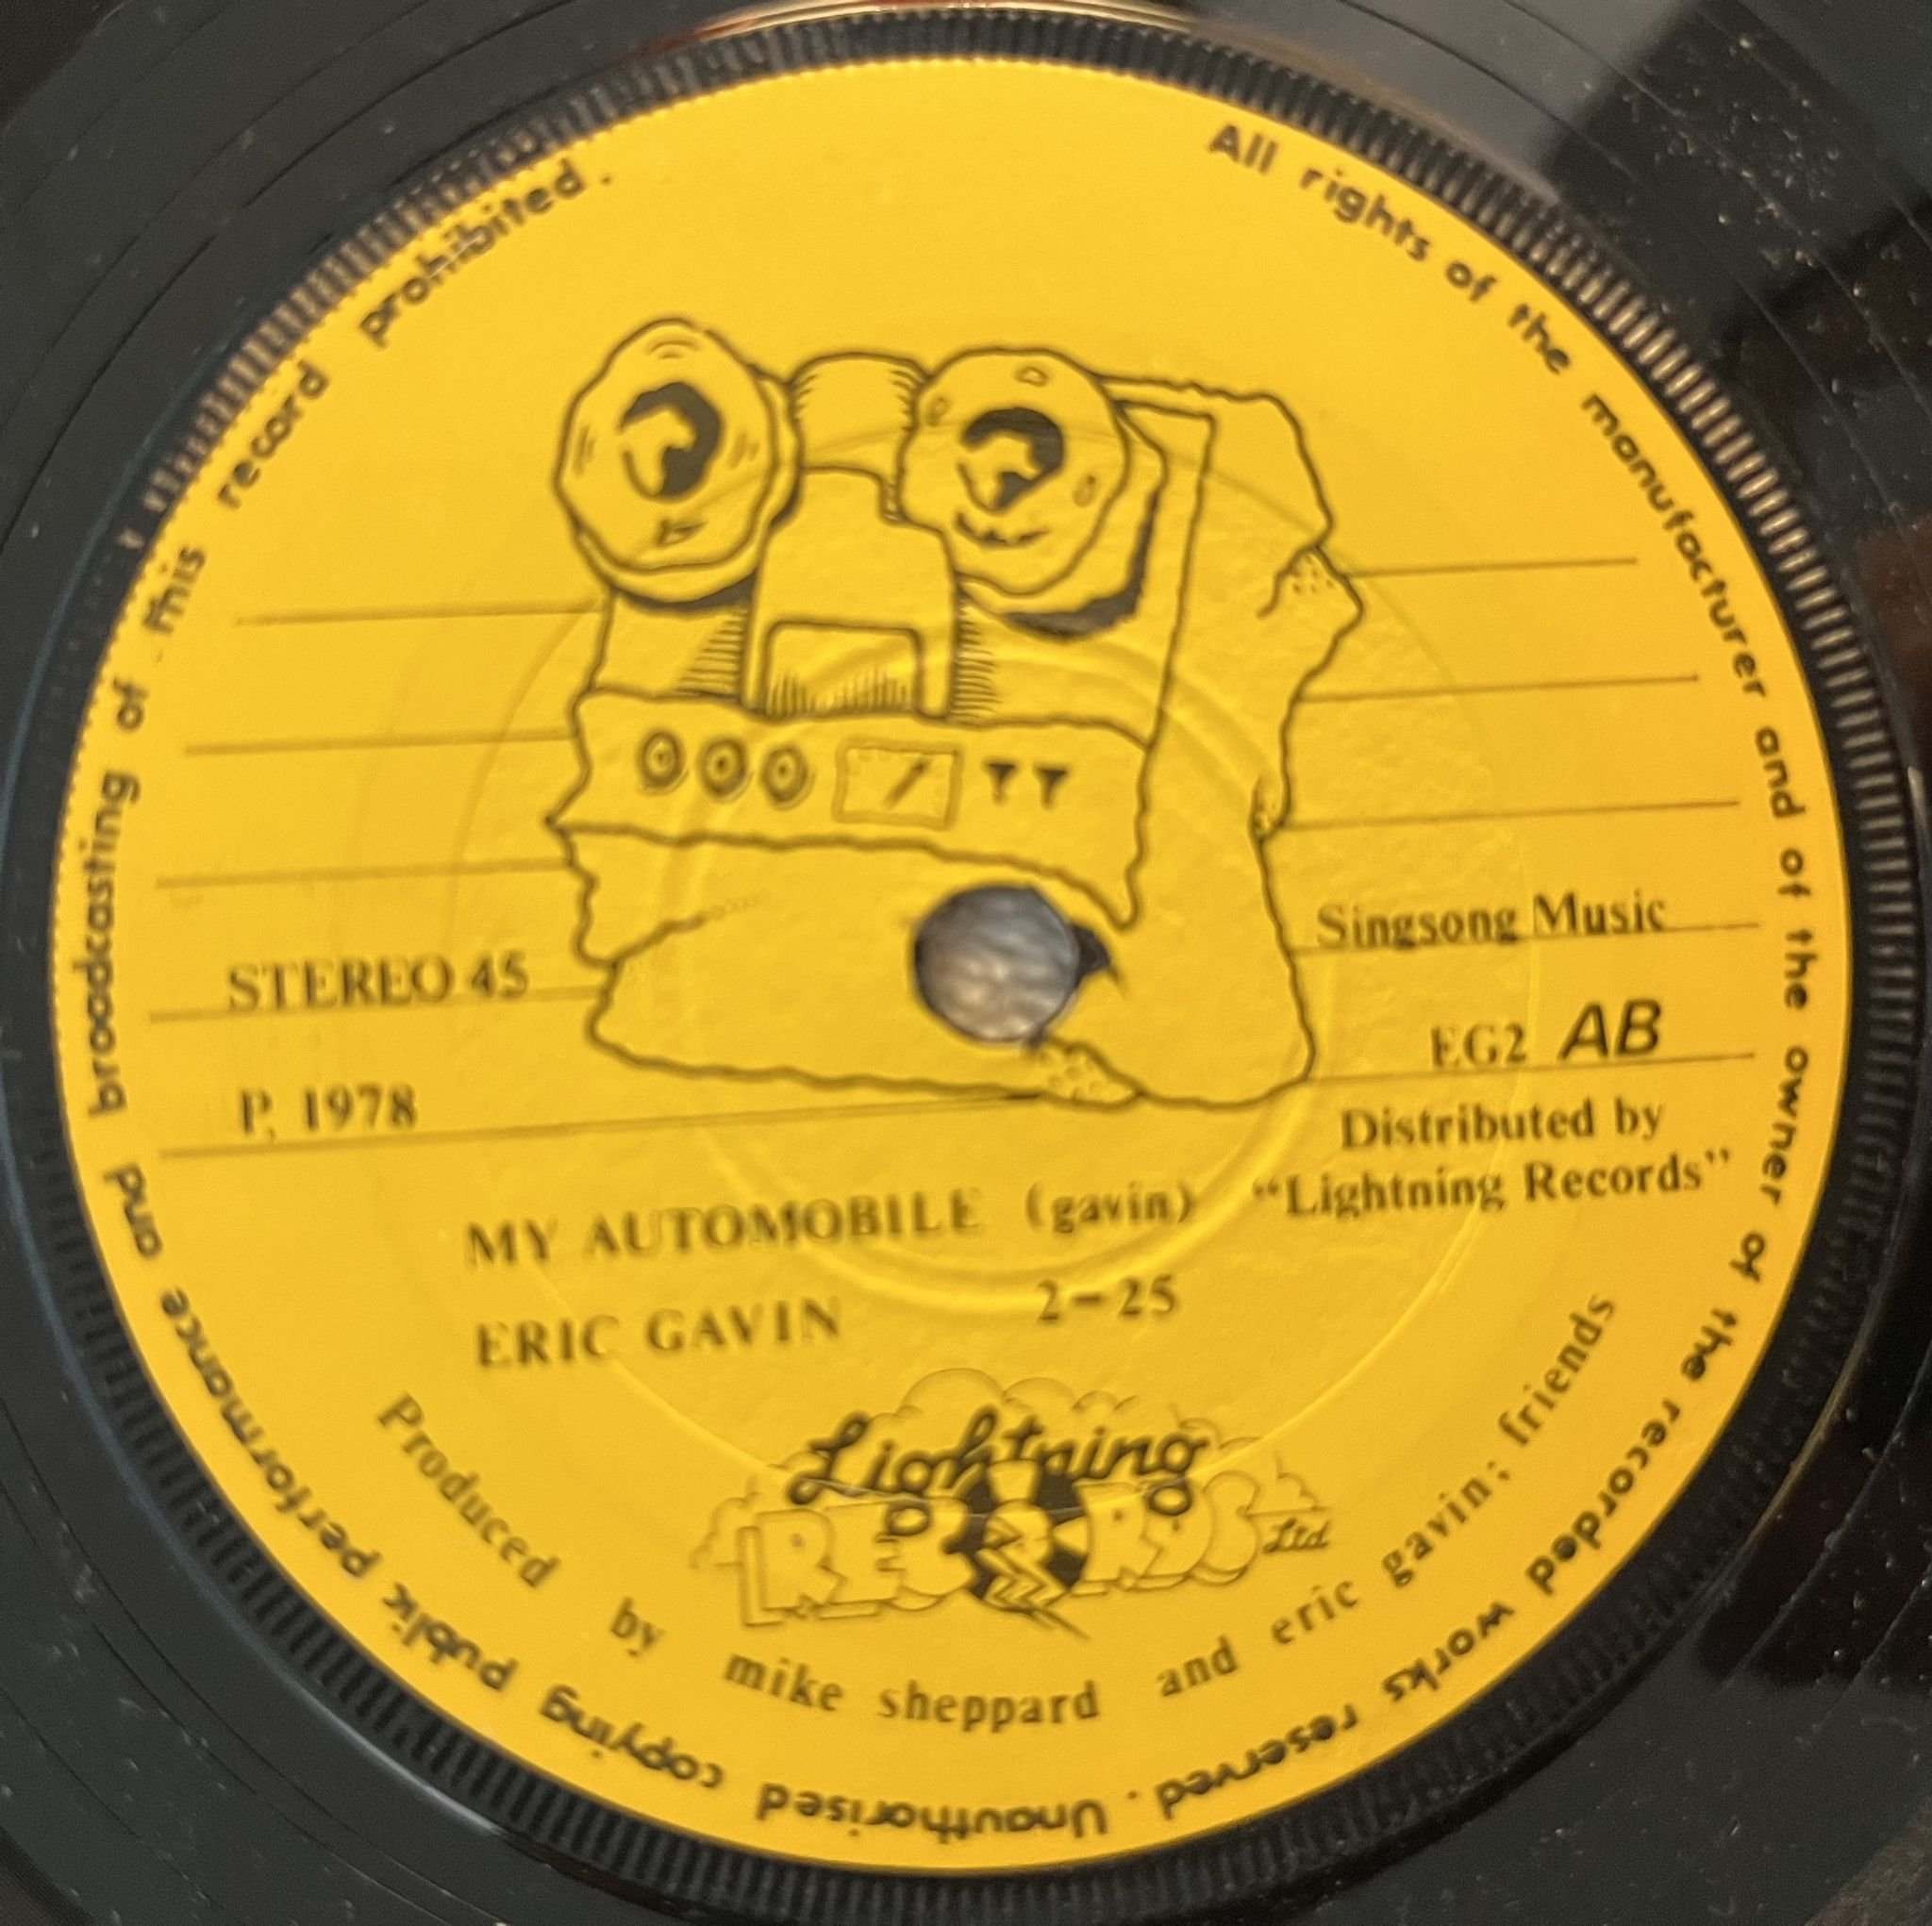 All rights of the manufacturer and of the owner of the recorded works reserved. Unauthorised copying public performance and broadcasting of this record prohibited.
STEREO 45
P. 1978
Singsong Music
EG2 AB
Distributed by
"Lightning Records"
MY AUTOMOBILE (gavin)
ERIC GAVIN 2-25
Lightning
RECORDS Ltd
Produced by mike sheppard and eric gavin; friends